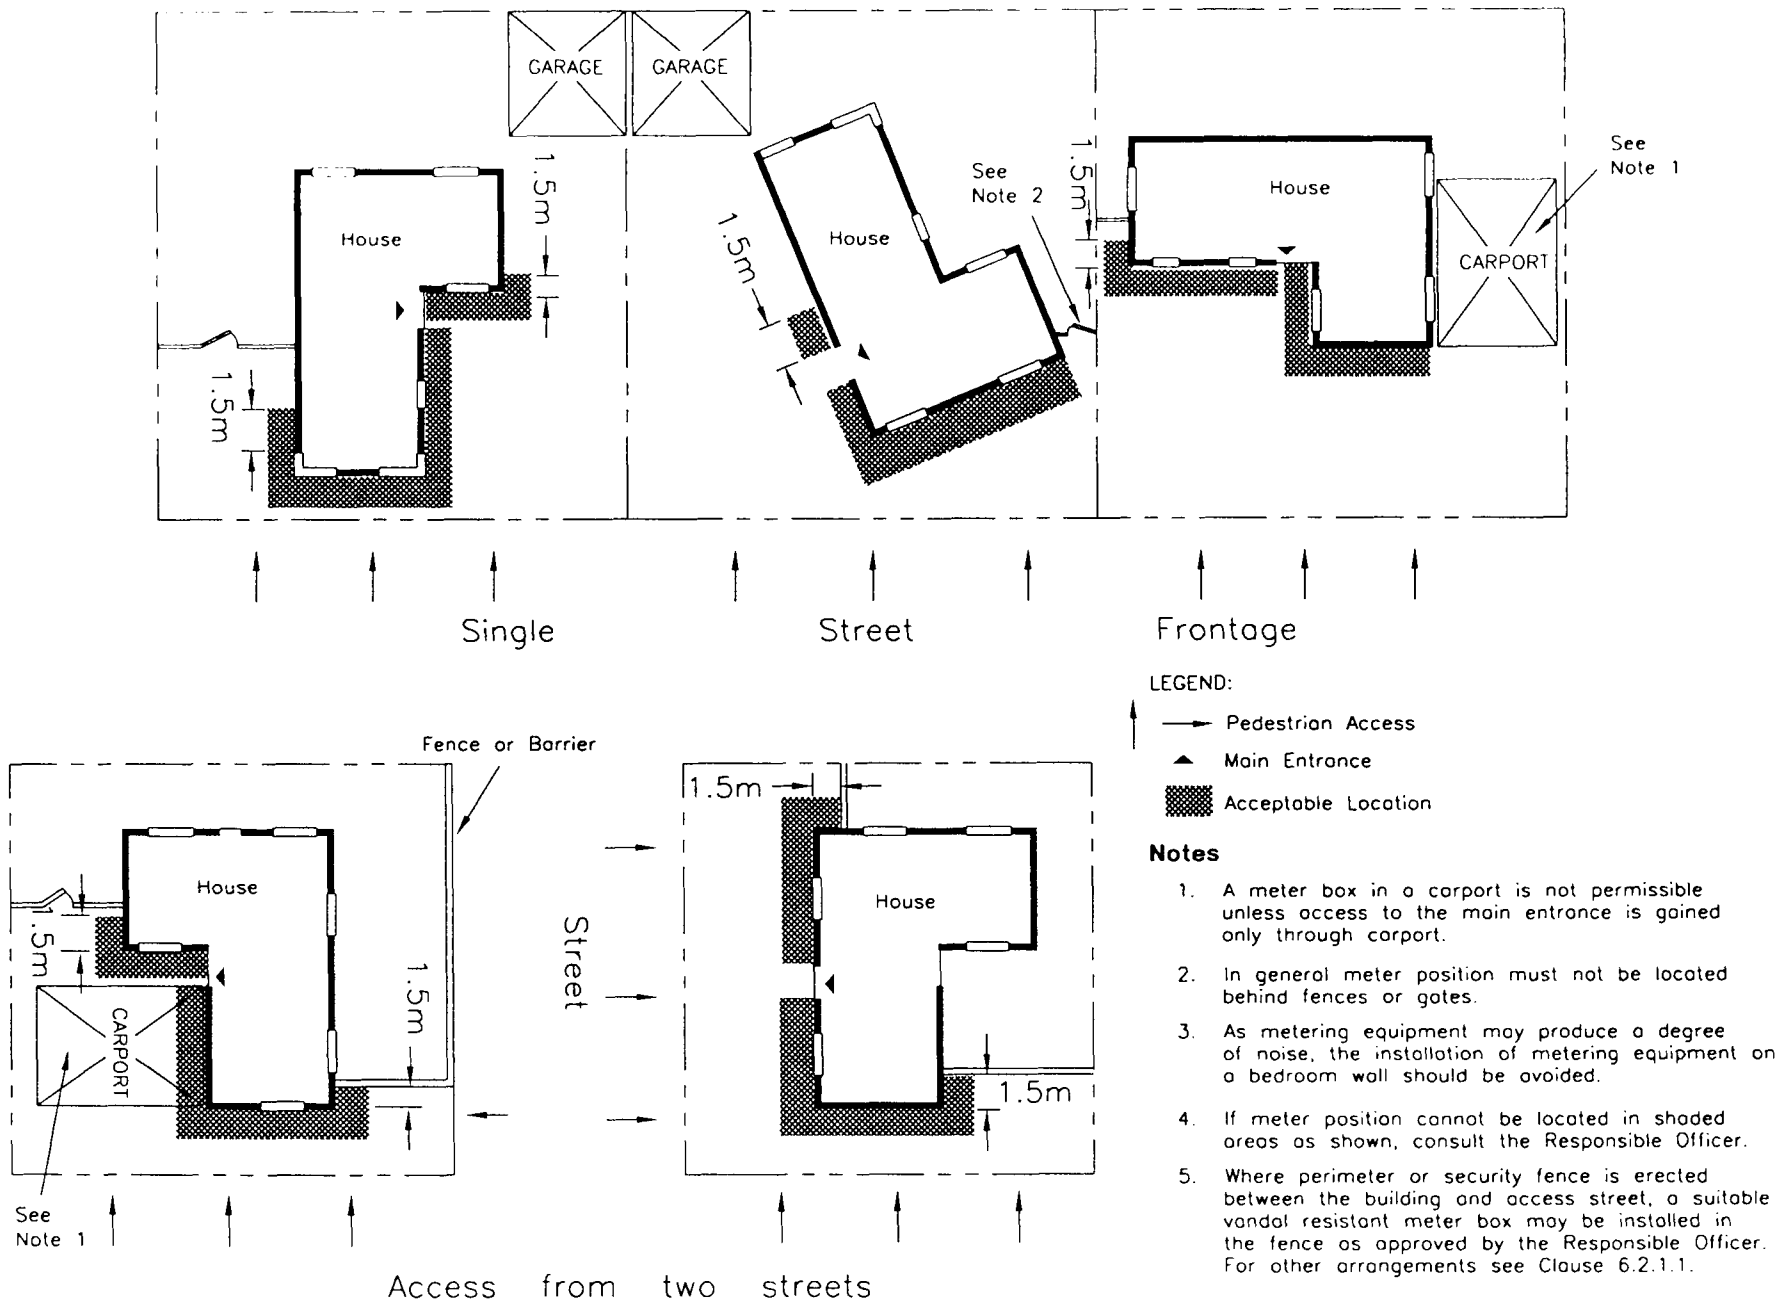 GARAGE GARAGE
1.5m
House
1.5m
See
Note 2
House
1.5m
1.5m
House
See
Note 1
CARPORT
Single Street Frontage
LEGEND:
Pedestrian Access
Main Entrance
Acceptable Location
Fence or Barrier
House
1.5m
CARPORT
1.5m
See
Note 1
Street
1.5m
House
1.5m
Access from two streets
Notes
1. A meter box in a carport is not permissible
unless access to the main entrance is gained
only through carport.
2. In general meter position must not be located
behind fences or gates.
3. As metering equipment may produce a degree
of noise, the installation of metering equipment on
a bedroom wall should be avoided.
4. If meter position cannot be located in shaded
areas as shown, consult the Responsible Officer.
5. Where perimeter or security fence is erected
between the building and access street, a suitable
vandal resistant meter box may be installed in
the fence as approved by the Responsible Officer.
For other arrangements see Clause 6.2.1.1.